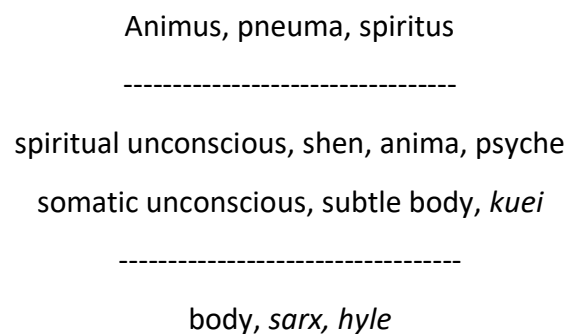 Animus, pneuma, spiritus
---------------------------------
spiritual unconscious, shen, anima, psyche
somatic unconscious, subtle body, kuei
----------------------------------
body, sarx, hyle